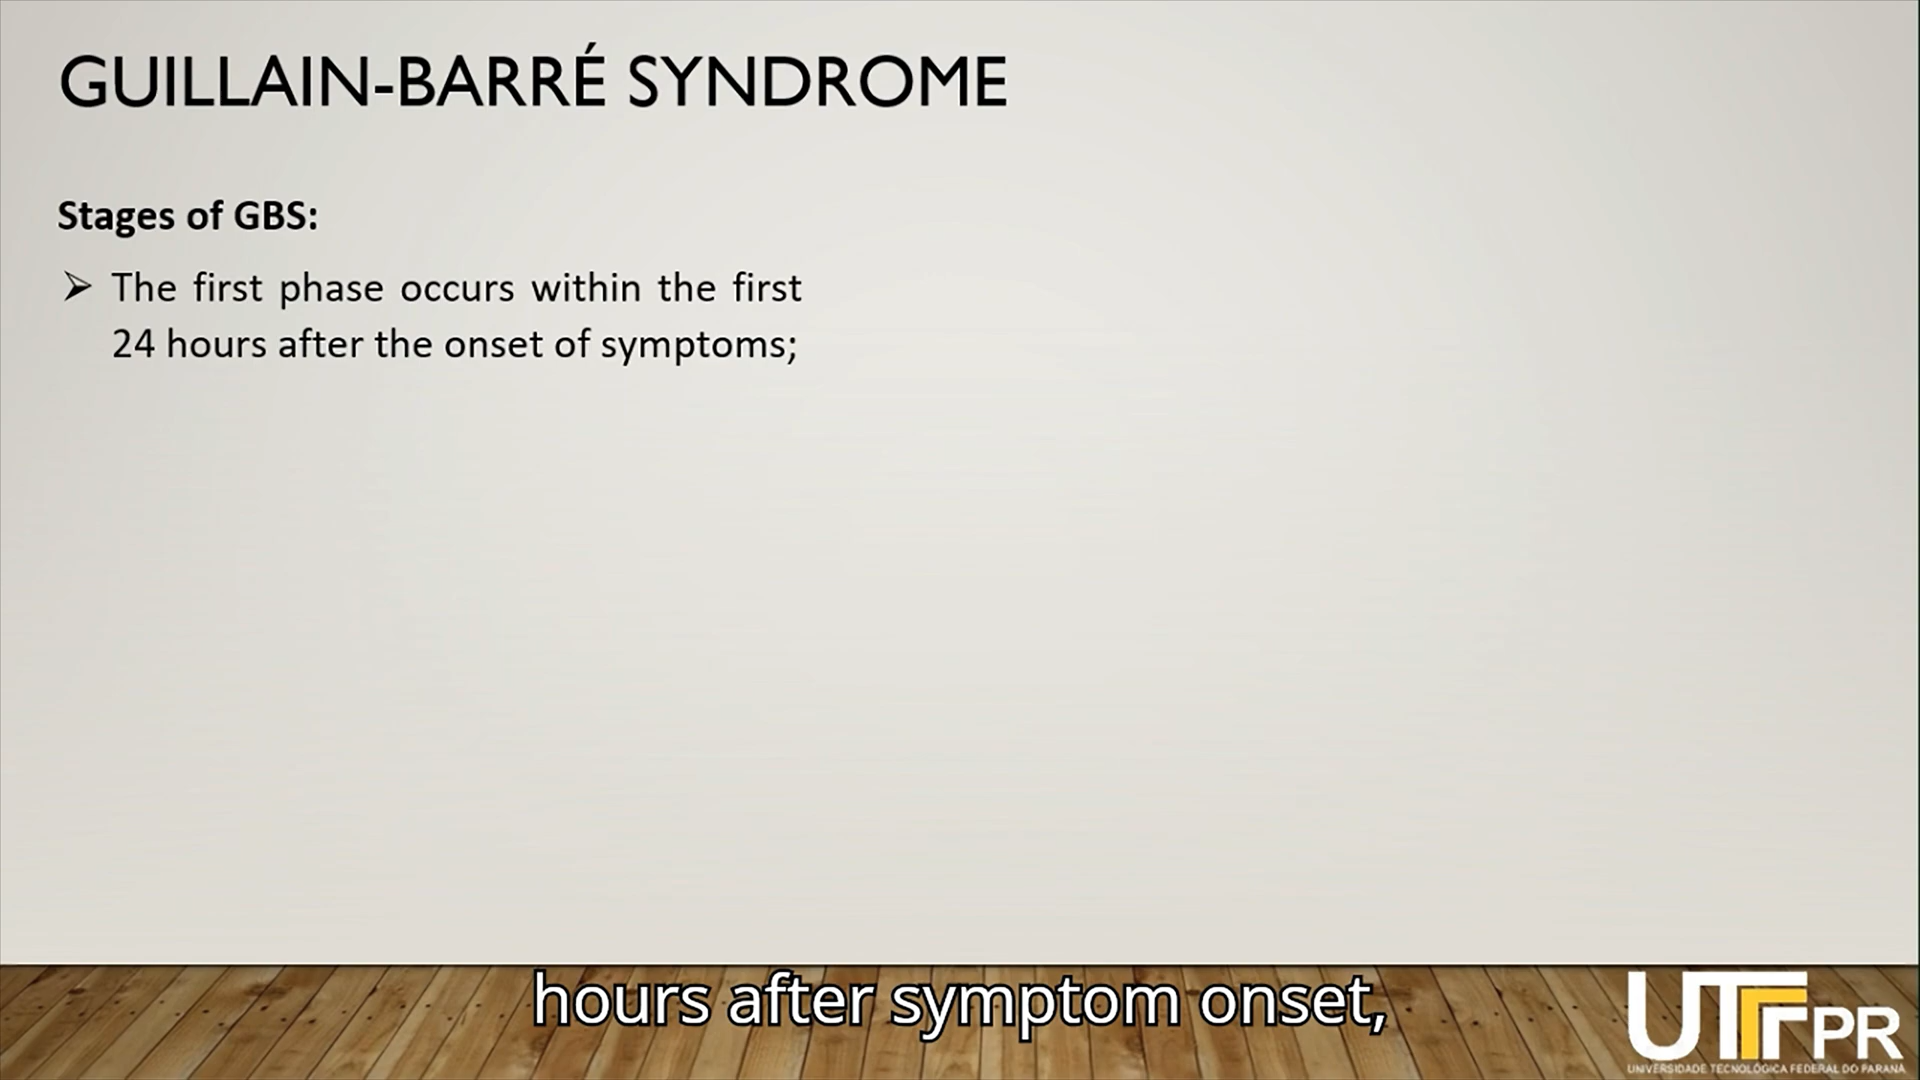 GUILLAIN-BARRÉ SYNDROME
Stages of GBS:
The first phase occurs within the first
24 hours after the onset of symptoms;
hours after symptom onset,
UTFPR
UNIVERSIDADE TECNOLÓGICA FEDERAL DO PARANÁ